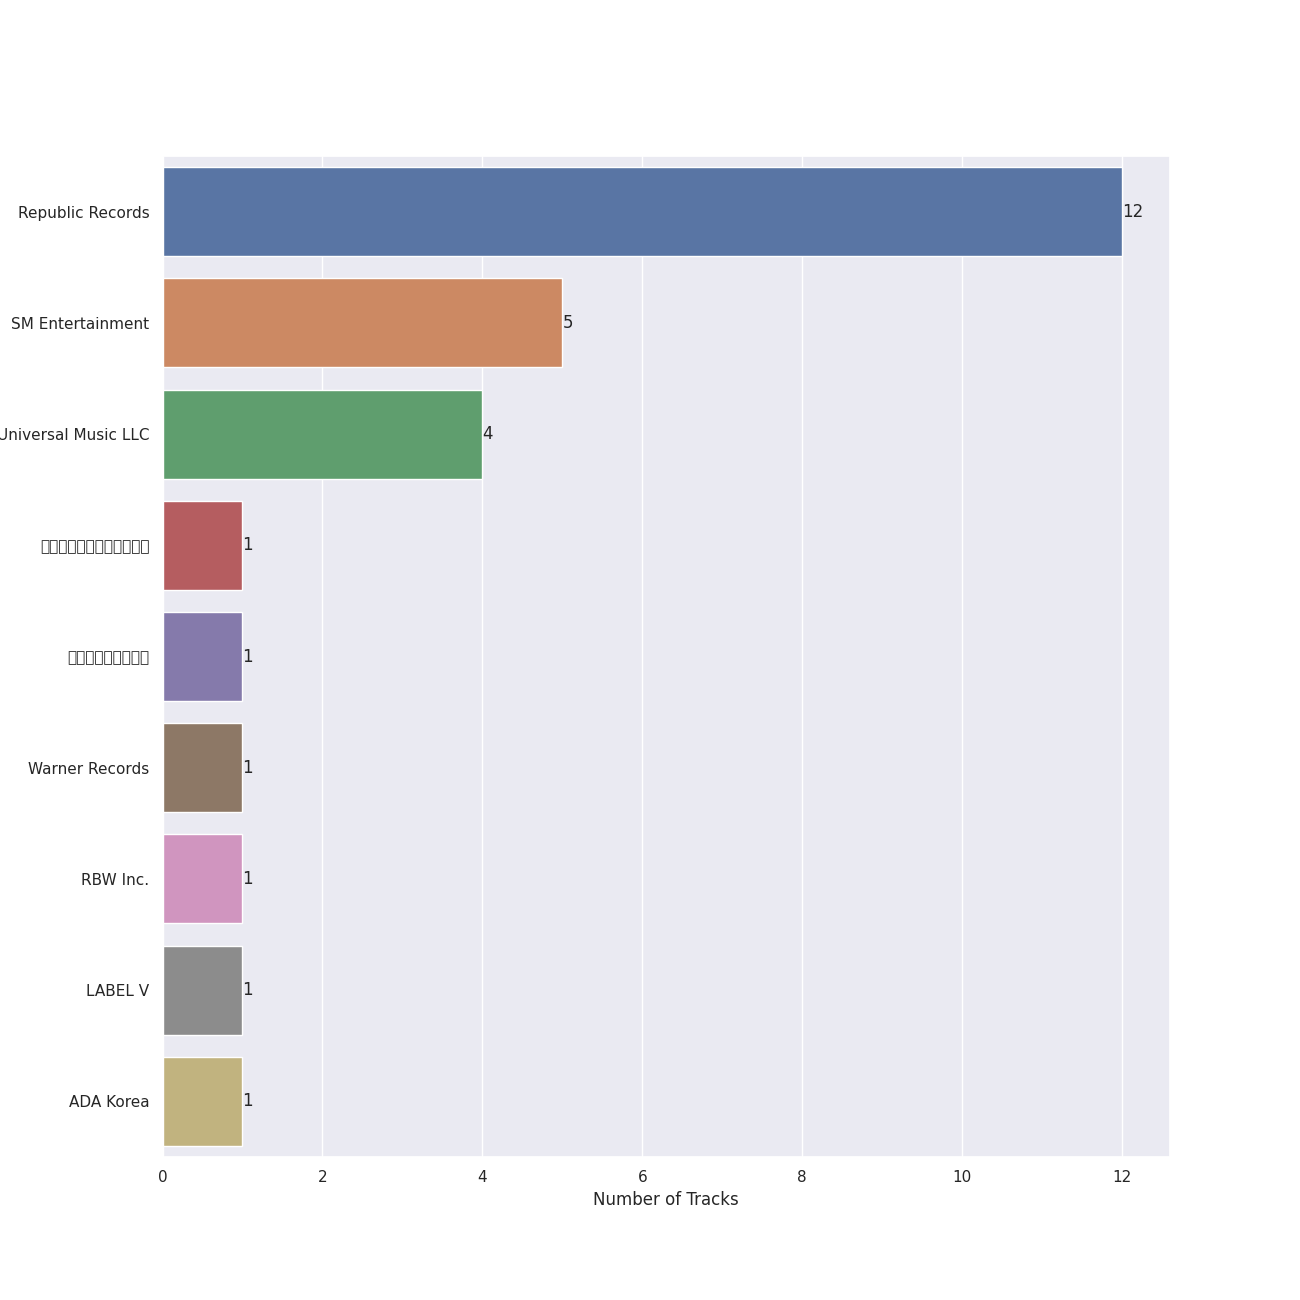 Republic Records
12
SM Entertainment
5
Universal Music LLC
4
1
1
Warner Records
1
RBW Inc.
1
LABEL V
1
ADA Korea
1
0 2 4 6 8 10 12
Number of Tracks